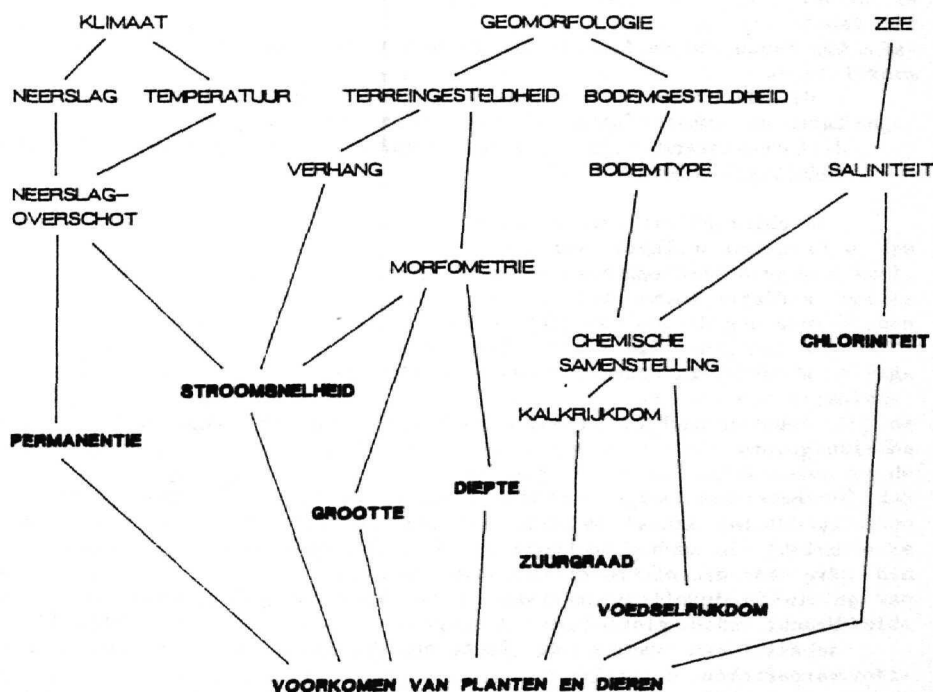 KLIMAAT GEOMORFOLOGIE ZEE
NEERSLAG TEMPERATUUR TERREINGESTELDHEID BODEMGESTELDHEID
VERHANG BODEMTYPE SALINITEIT
NEERSLAG-
OVERSCHOT
MORFOMETRIE
CHEMISCHE
SAMENSTELLING
CHLORINITEIT
STROOMSNELHEID
KALKRIJKDOM
PERMANENTIE
GROOTTE
DIEPTE
ZUURGRAAD
VOEDSELRIJKDOM
VOORKOMEN VAN PLANTEN EN DIEREN